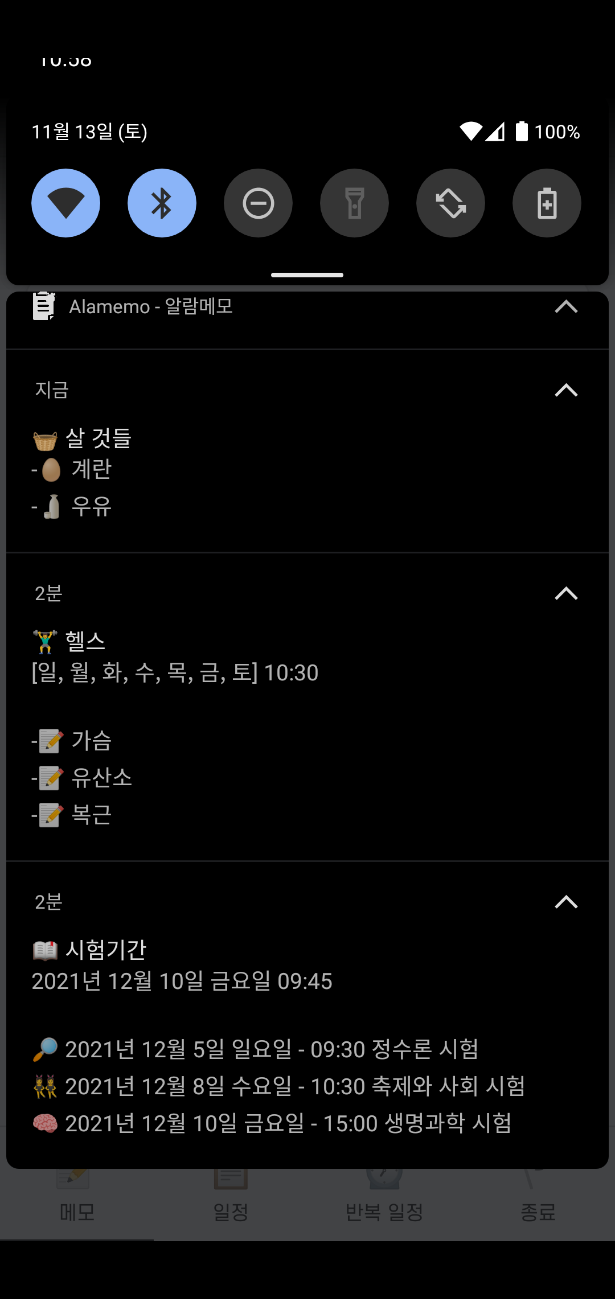 10:58
11월 13일 (토)
100%
Alamemo - 알람메모
지금
살 것들
- 계란
- 우유
2분
헬스
[일, 월, 화, 수, 목, 금, 토] 10:30
- 가슴
- 유산소
- 복근
2분
시험기간
2021년 12월 10일 금요일 09:45
2021년 12월 5일 일요일 - 09:30 정수론 시험
2021년 12월 8일 수요일 - 10:30 축제와 사회 시험
2021년 12월 10일 금요일 - 15:00 생명과학 시험
메모 일정 반복 일정 종료